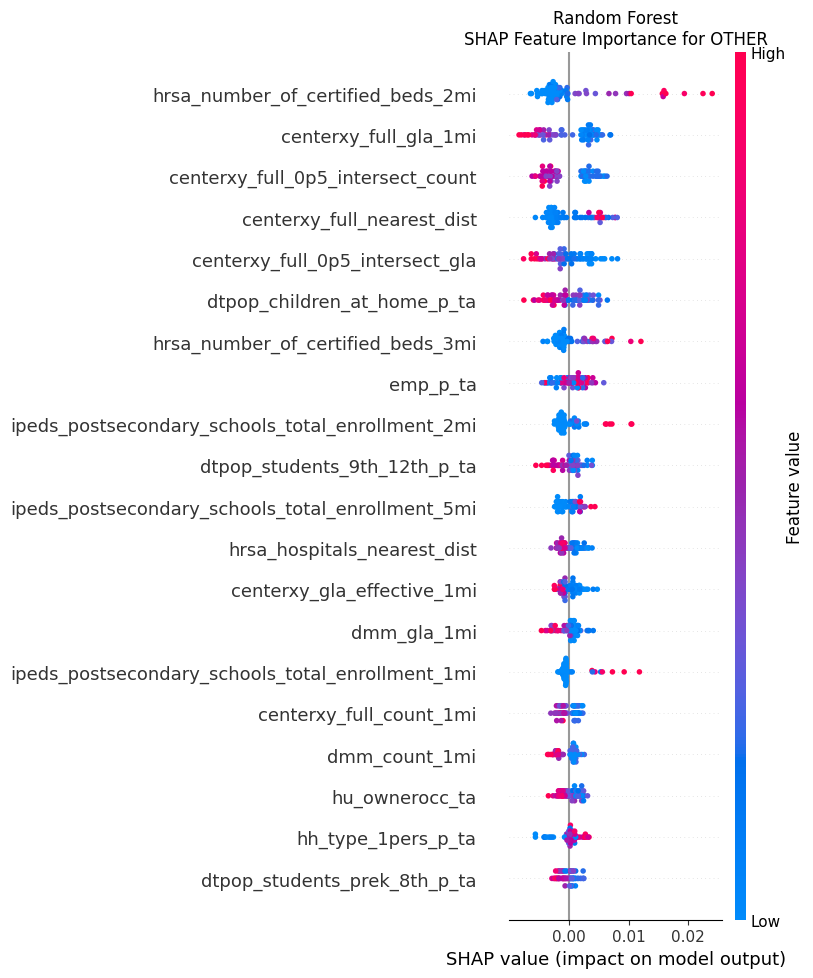 Random Forest
SHAP Feature Importance for OTHER
High
hrsa_number_of_certified_beds_2mi
centerxy_full_gla_1mi
centerxy_full_0p5_intersect_count
centerxy_full_nearest_dist
centerxy_full_0p5_intersect_gla
dtpop_children_at_home_p_ta
hrsa_number_of_certified_beds_3mi
emp_p_ta
ipeds_postsecondary_schools_total_enrollment_2mi
dtpop_students_9th_12th_p_ta
ipeds_postsecondary_schools_total_enrollment_5mi
hrsa_hospitals_nearest_dist
centerxy_gla_effective_1mi
dmm_gla_1mi
ipeds_postsecondary_schools_total_enrollment_1mi
centerxy_full_count_1mi
dmm_count_1mi
hu_ownerocc_ta
hh_type_1pers_p_ta
dtpop_students_prek_8th_p_ta
Feature value
Low
0.00 0.01 0.02
SHAP value (impact on model output)